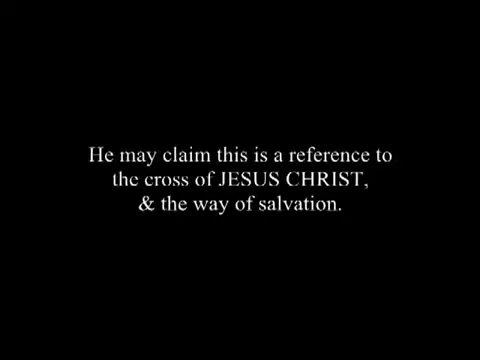 He may claim this is a reference to
the cross of JESUS CHRIST,
& the way of salvation.